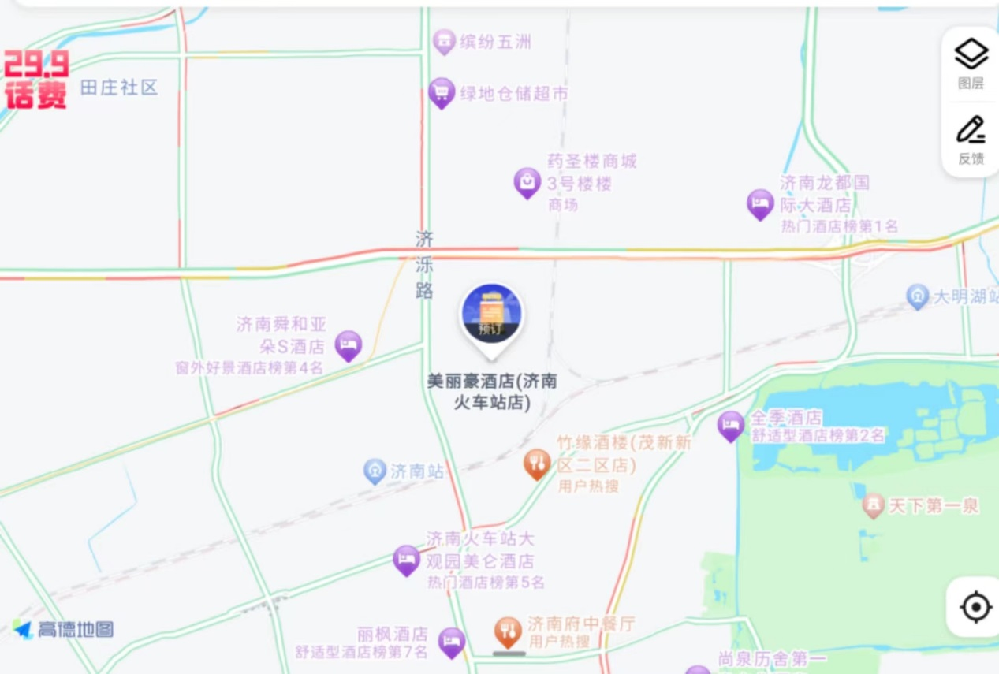 缤纷五洲
29.9
话费
田庄社区
绿地仓储超市
图层
反馈
药圣楼商城
3号楼楼
商场
济南龙都国
际大酒店
热门酒店榜第1名
济泺路
预订
大明湖站
济南舜和亚
朵S酒店
窗外好景酒店榜第4名
美丽豪酒店(济南
火车站店)
全季酒店
舒适型酒店榜第2名
竹缘酒楼(茂新新
区二区店)
用户热搜
济南站
天下第一泉
济南火车站大
观园美仑酒店
热门酒店榜第5名
高德地图
丽枫酒店
舒适型酒店榜第7名
济南府中餐厅
用户热搜
尚泉历舍第一